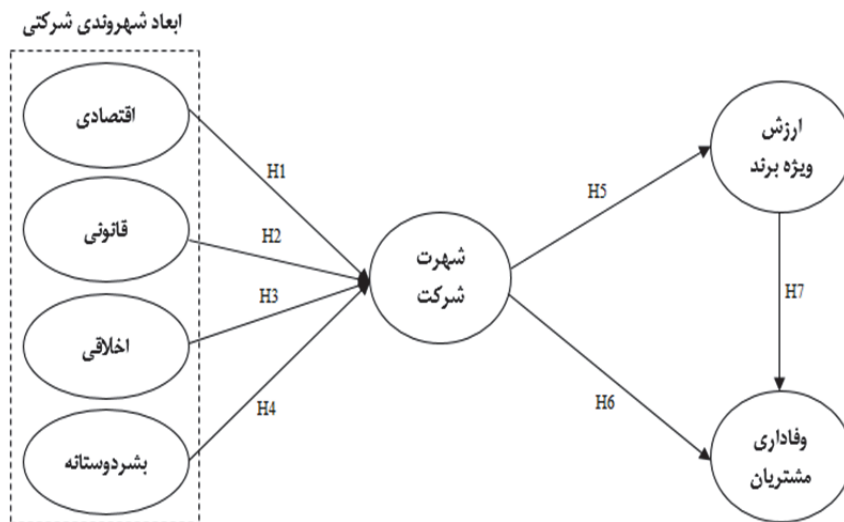 ابعاد شهروندی شرکتی
اقتصادی
قانونی
اخلاقی
بشردوستانه
H1
H2
H3
H4
شهرت
شرکت
H5
H6
ارزش
ویژه برند
H7
وفاداری
مشتریان